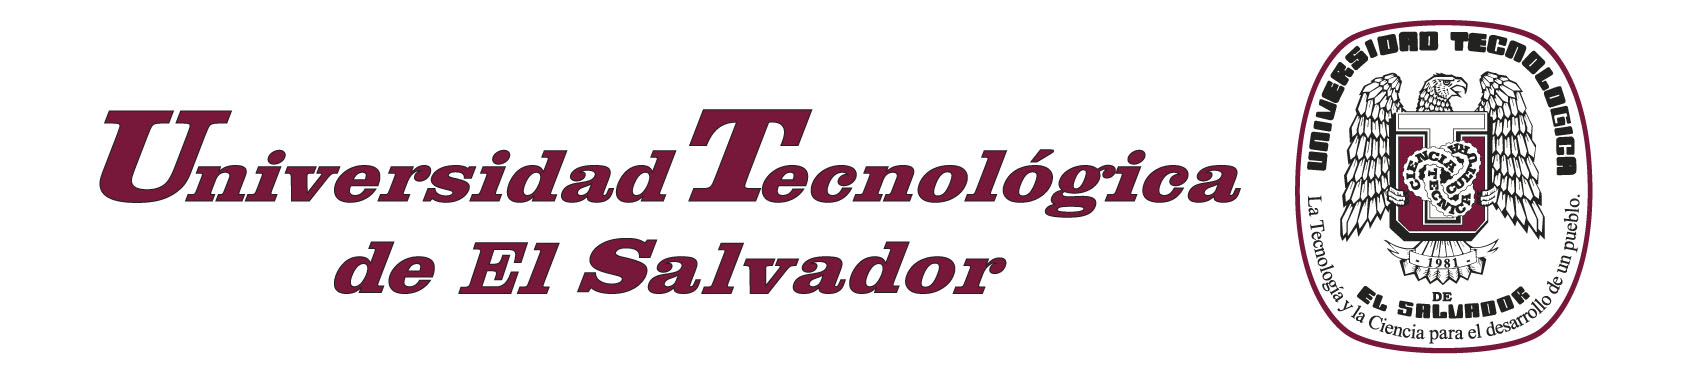 Universidad Tecnológica
de El Salvador
UNIVERSIDAD TECNOLOGICA
CIENCIA
TECNICA
1981
DE
EL SALVADOR
La Tecnología y la Ciencia para el desarrollo de un pueblo.